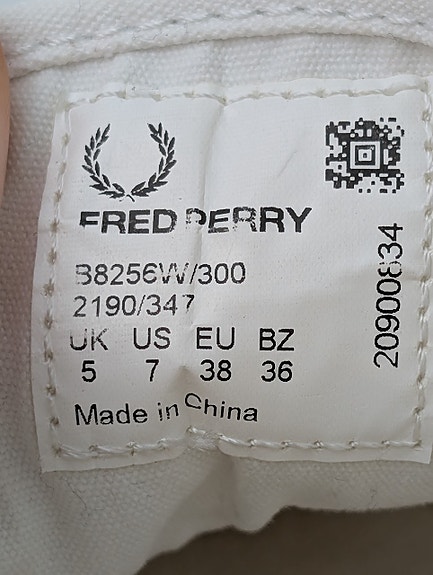 FRED PERRY
B8256W/300
2190/347
UK US EU BZ
5 7 38 36
Made in China
20900834